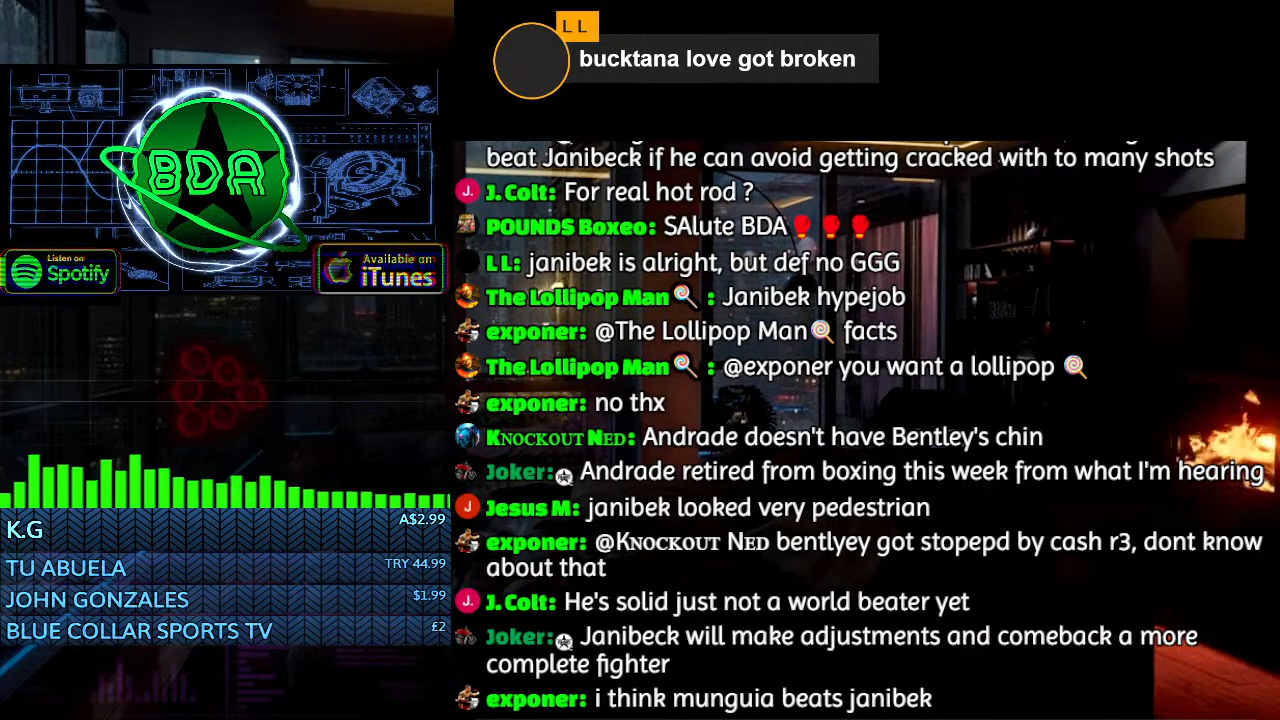 L L
bucktana love got broken
BDA
Listen on
Spotify
Available on
iTunes
beat Janibeck if he can avoid getting cracked with to many shots
J. Colt: For real hot rod ?
POUNDS Boxeo: SAlute BDA🥊🥊🥊
L L: janibek is alright, but def no GGG
The Lollipop Man🍭 : Janibek hypejob
exponer: @The Lollipop Man🍭 facts
The Lollipop Man🍭 : @exponer you want a lollipop 🍭
exponer: no thx
Knockout Ned: Andrade doesn't have Bentley's chin
Joker: Andrade retired from boxing this week from what I'm hearing
Jesus M: janibek looked very pedestrian
exponer: @Knockout Ned bentlyey got stopepd by cash r3, dont know
about that
J. Colt: He's solid just not a world beater yet
Joker: Janibeck will make adjustments and comeback a more
complete fighter
exponer: i think munguia beats janibek
K.G A$2.99
TU ABUELA TRY 44.99
JOHN GONZALES $1.99
BLUE COLLAR SPORTS TV £2